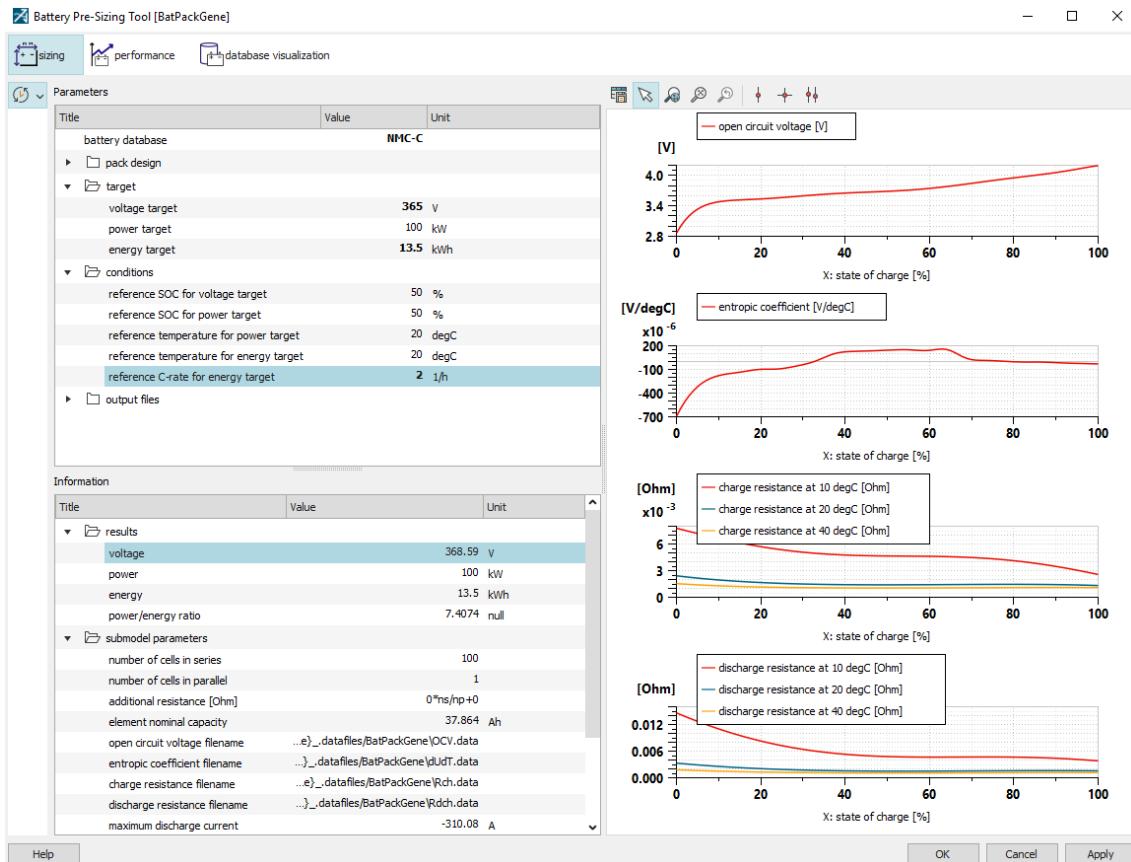 Battery Pre-Sizing Tool [BatPackGene]
sizing performance database visualization
Parameters
Title Value Unit
battery database NMC-C
pack design
target
voltage target 365 V
power target 100 kW
energy target 13.5 kWh
conditions
reference SOC for voltage target 50 %
reference SOC for power target 50 %
reference temperature for power target 20 degC
reference temperature for energy target 20 degC
reference C-rate for energy target 2 1/h
output files
Information
Title Value Unit
results
voltage 368.59 V
power 100 kW
energy 13.5 kWh
power/energy ratio 7.4074 null
submodel parameters
number of cells in series 100
number of cells in parallel 1
additional resistance [Ohm] 0*ns/np+0
element nominal capacity 37.864 Ah
open circuit voltage filename ...e}_.datafiles/BatPackGene\OCV.data
entropic coefficient filename ...}_.datafiles/BatPackGene\dUdT.data
charge resistance filename ...e}_.datafiles/BatPackGene\Rch.data
discharge resistance filename ...}_.datafiles/BatPackGene\Rdch.data
maximum discharge current -310.08 A
open circuit voltage [V]
[V]
4.0
3.4
2.8
0 20 40 60 80 100
X: state of charge [%]
entropic coefficient [V/degC]
[V/degC]
x10 -6
200
-100
-400
-700
0 20 40 60 80 100
X: state of charge [%]
charge resistance at 10 degC [Ohm]
charge resistance at 20 degC [Ohm]
charge resistance at 40 degC [Ohm]
[Ohm]
x10 -3
6
3
0
0 20 40 60 80 100
X: state of charge [%]
discharge resistance at 10 degC [Ohm]
discharge resistance at 20 degC [Ohm]
discharge resistance at 40 degC [Ohm]
[Ohm]
0.012
0.006
0.000
0 20 40 60 80 100
X: state of charge [%]
Help OK Cancel Apply